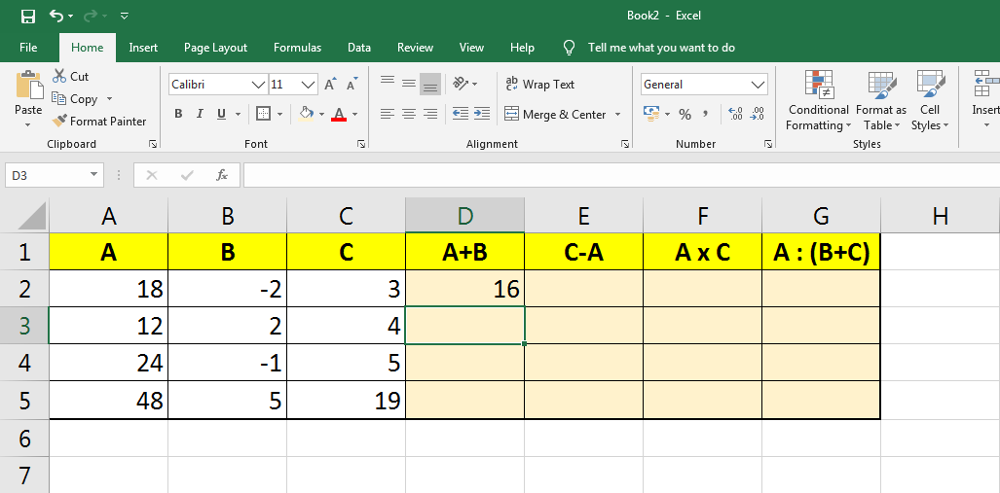 Book2 - Excel
File Home Insert Page Layout Formulas Data Review View Help Tell me what you want to do
Paste
Cut
Copy
Format Painter
Clipboard
Calibri 11 A A
B I U A
Font
ab Wrap Text
Merge & Center
Alignment
General
% , .00 .0
Number
Conditional Formatting
Format as Table
Cell Styles
Styles
Insert
D3 fx
A B C D E F G H
1 A B C A+B C-A A x C A : (B+C)
2 18 -2 3 16
3 12 2 4
4 24 -1 5
5 48 5 19
6
7